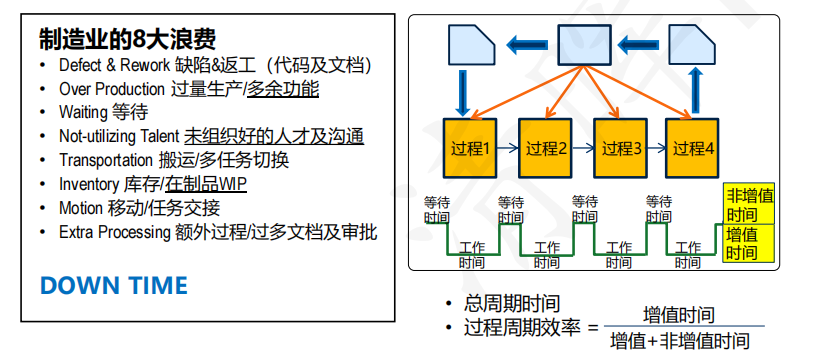 制造业的8大浪费
• Defect & Rework 缺陷&返工（代码及文档）
• Over Production 过量生产/多余功能
• Waiting 等待
• Not-utilizing Talent 未组织好的人才及沟通
• Transportation 搬运/多任务切换
• Inventory 库存/在制品WIP
• Motion 移动/任务交接
• Extra Processing 额外过程/过多文档及审批
DOWN TIME
过程1
过程2
过程3
过程4
等待
时间
等待
时间
等待
时间
等待
时间
非增值
时间
工作
时间
工作
时间
工作
时间
工作
时间
增值
时间
• 总周期时间
• 过程周期效率 =
增值时间
增值+非增值时间